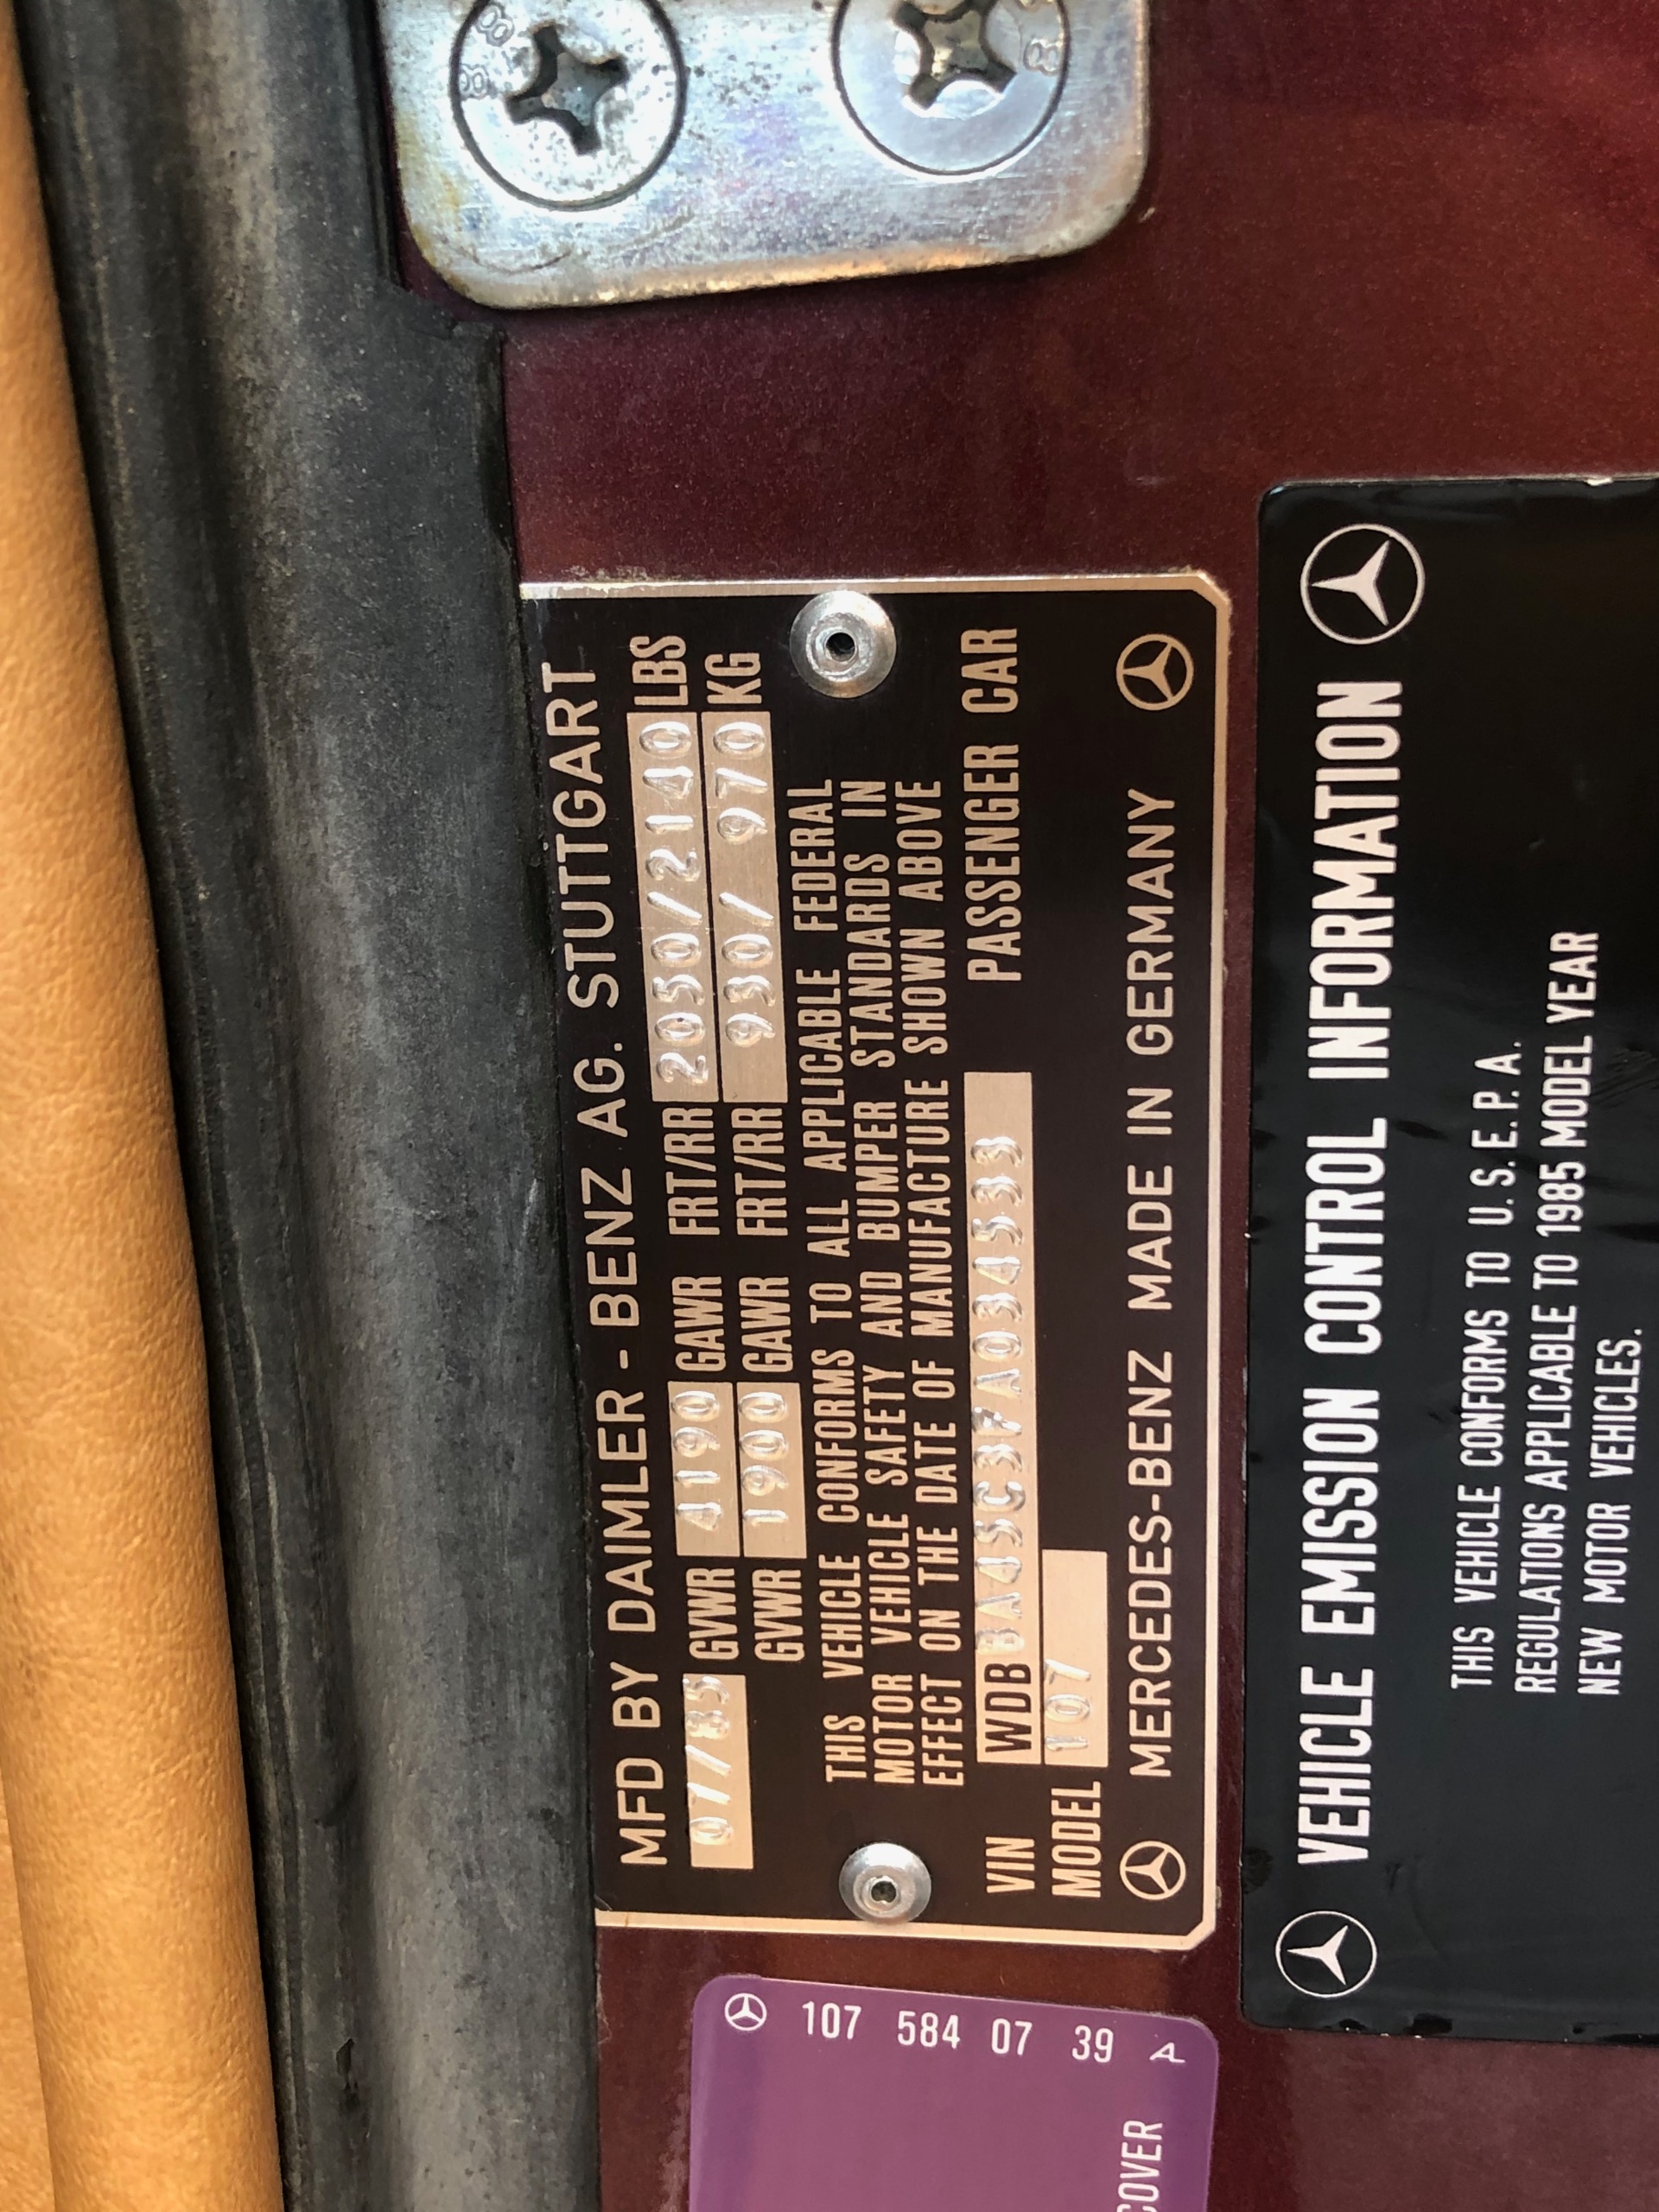 MFD BY DAIMLER - BENZ AG. STUTTGART
07/85 GVWR 4190 GAWR FRT/RR 2050/2140 LBS
GVWR 1900 GAWR FRT/RR 930/ 970 KG
THIS VEHICLE CONFORMS TO ALL APPLICABLE FEDERAL
MOTOR VEHICLE SAFETY AND BUMPER STANDARDS IN
EFFECT ON THE DATE OF MANUFACTURE SHOWN ABOVE
VIN WDB BA45C3FA034533 PASSENGER CAR
MODEL 107
MERCEDES-BENZ MADE IN GERMANY
VEHICLE EMISSION CONTROL INFORMATION
THIS VEHICLE CONFORMS TO U.S.E.P.A.
REGULATIONS APPLICABLE TO 1985 MODEL YEAR
NEW MOTOR VEHICLES.
107 584 07 39
COVER